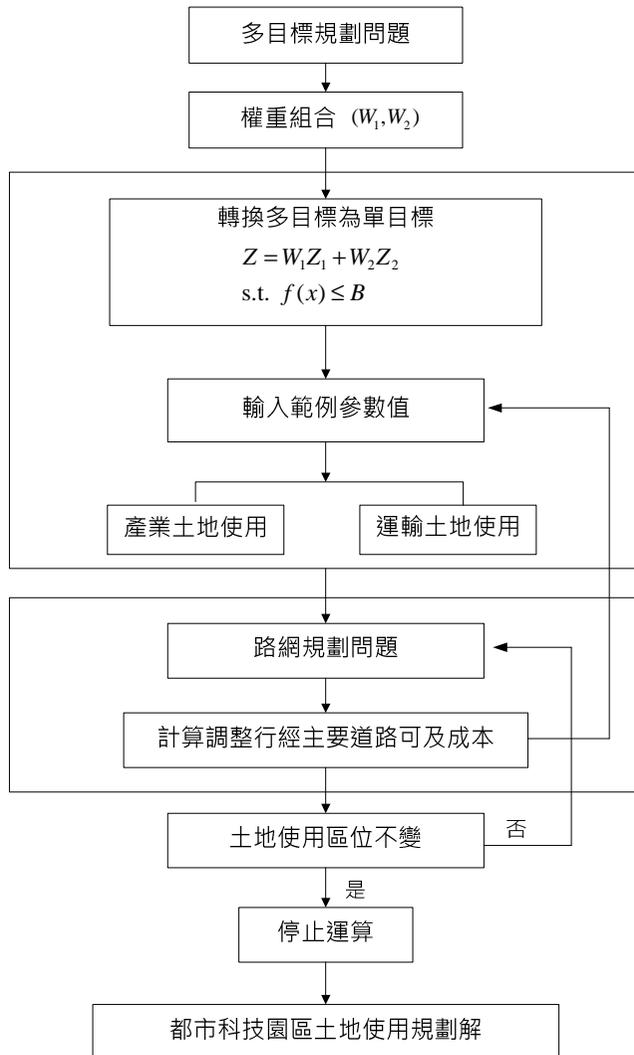 多目標規劃問題
權重組合 (W₁,W₂)
轉換多目標為單目標
Z = W₁Z₁ + W₂Z₂
s.t. f(x) ≤ B
輸入範例參數值
產業土地使用
運輸土地使用
路網規劃問題
計算調整行經主要道路可及成本
土地使用區位不變
否
是
停止運算
都市科技園區土地使用規劃解